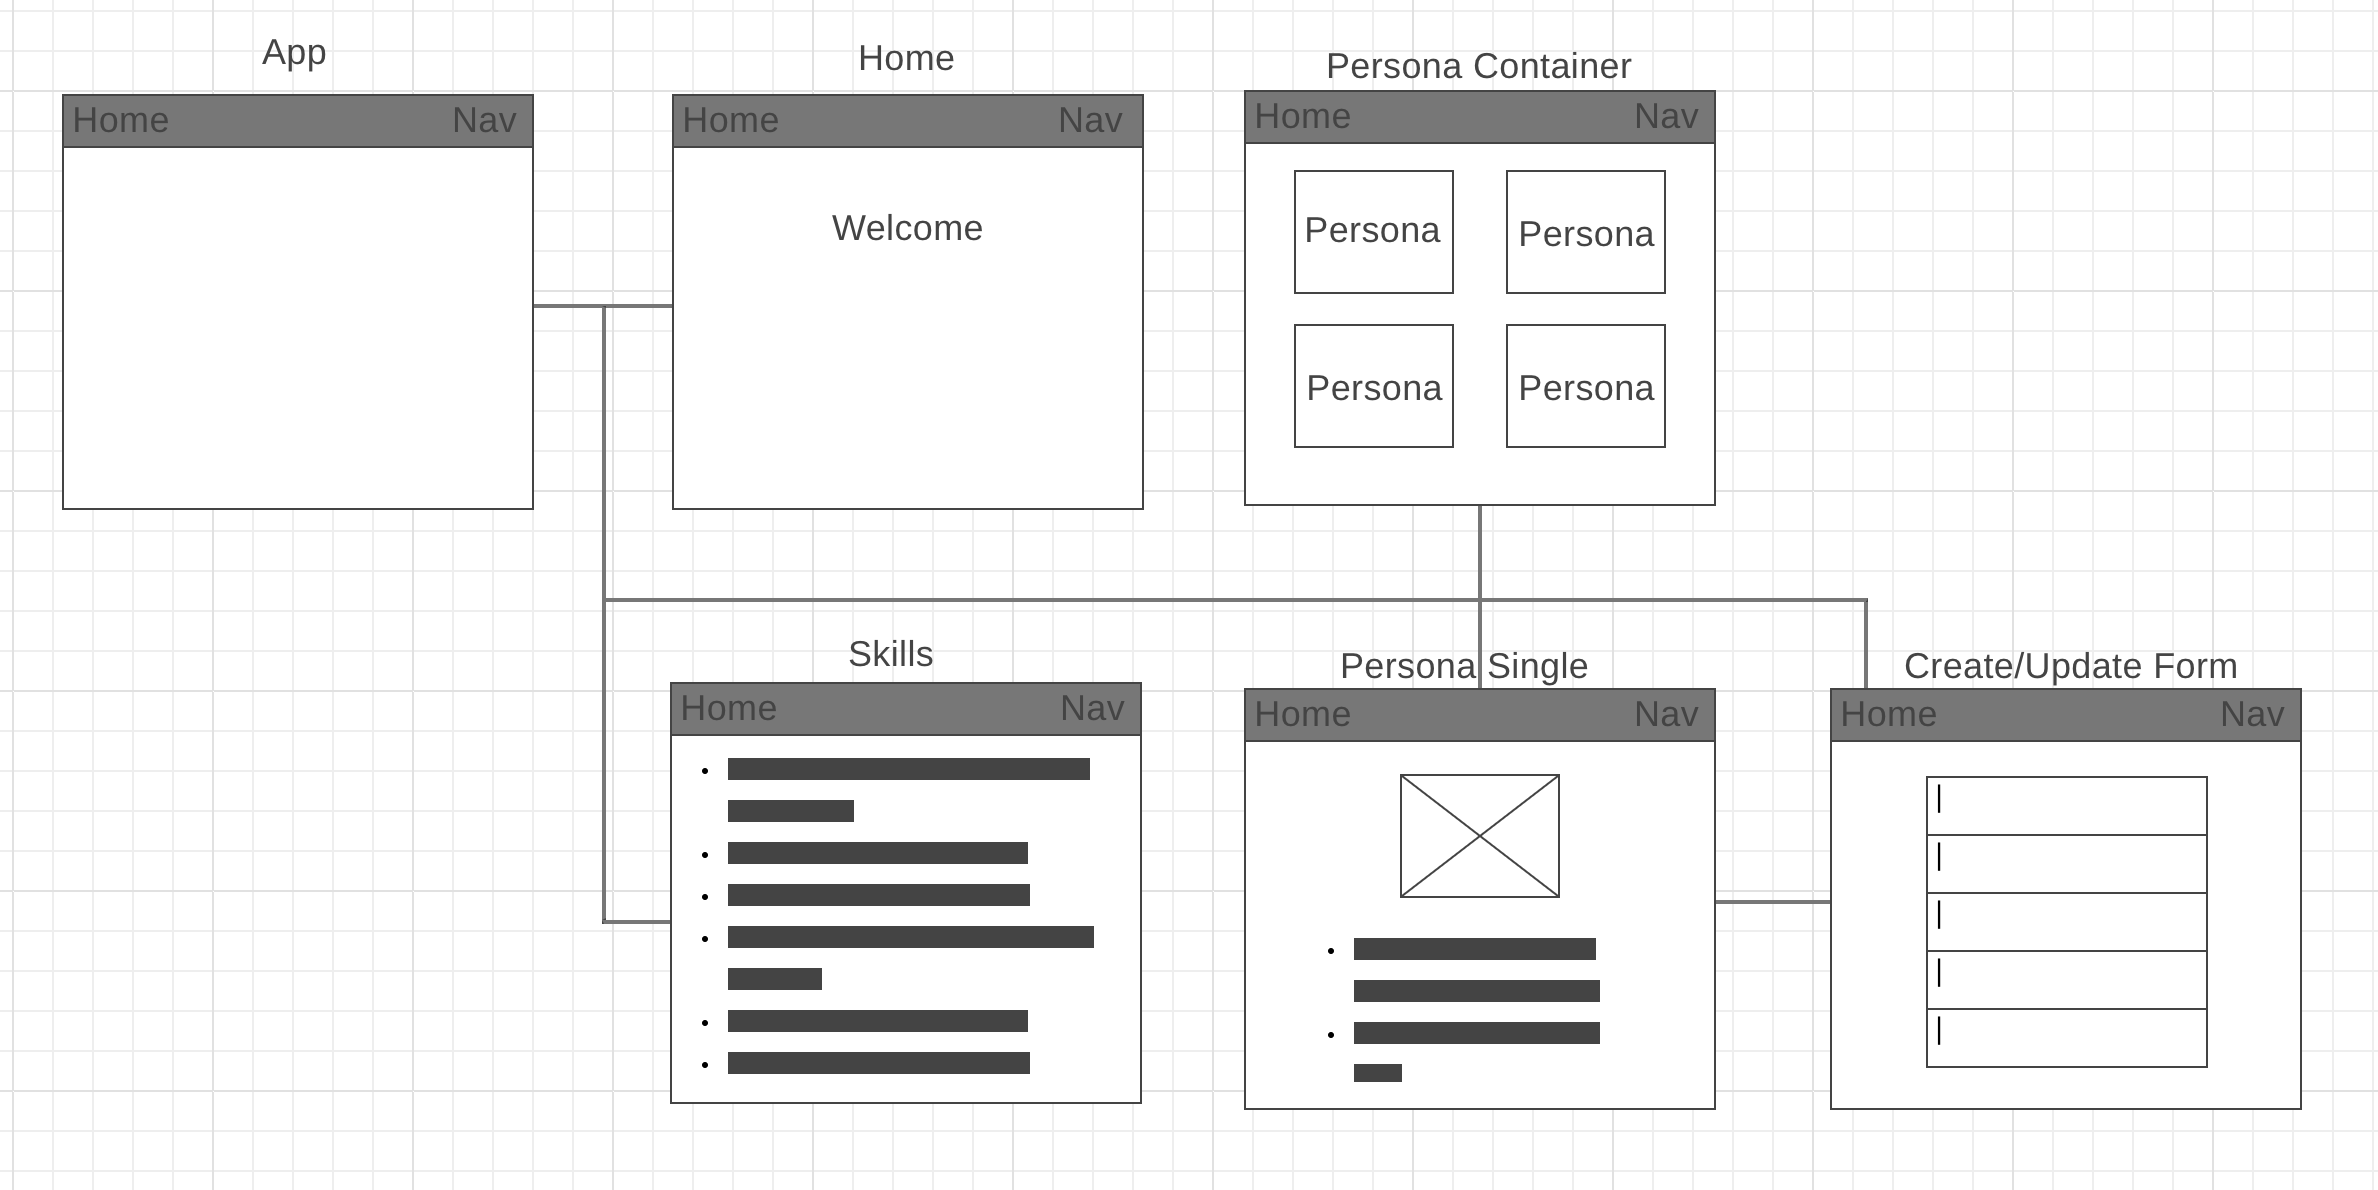 App
Home Nav
Home
Home Nav
Welcome
Persona Container
Home Nav
Persona Persona
Persona Persona
Skills
Home Nav
Persona Single
Home Nav
Create/Update Form
Home Nav